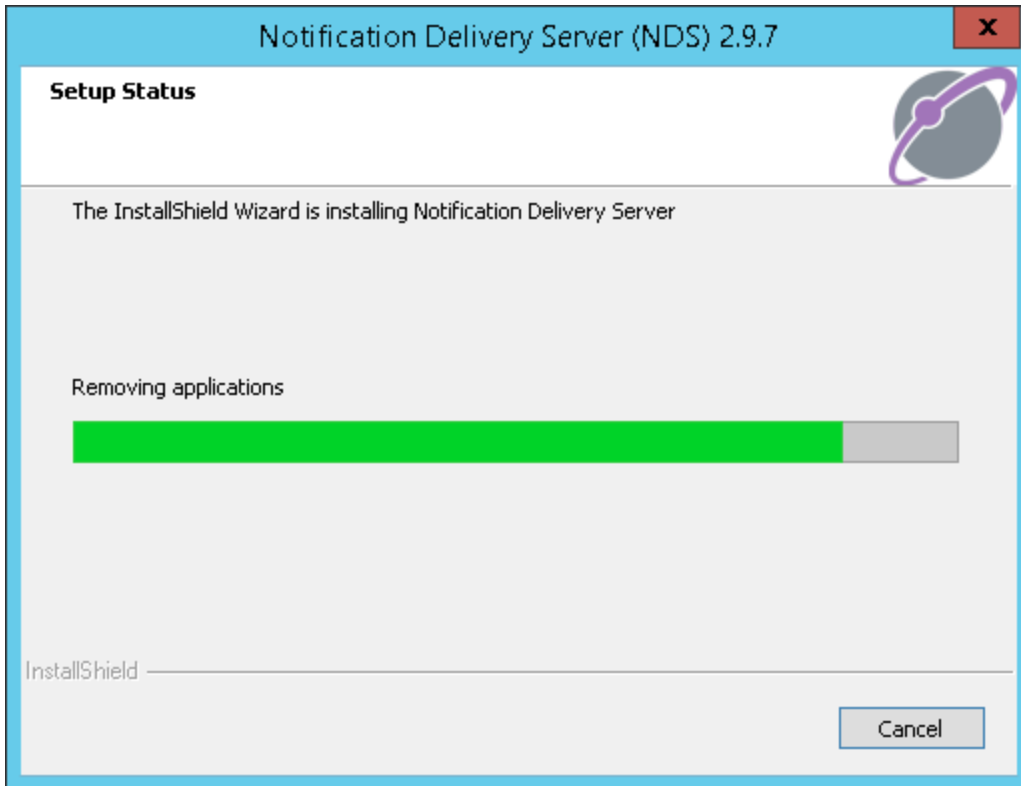 Notification Delivery Server (NDS) 2.9.7
x
Setup Status
The InstallShield Wizard is installing Notification Delivery Server
Removing applications
InstallShield
Cancel